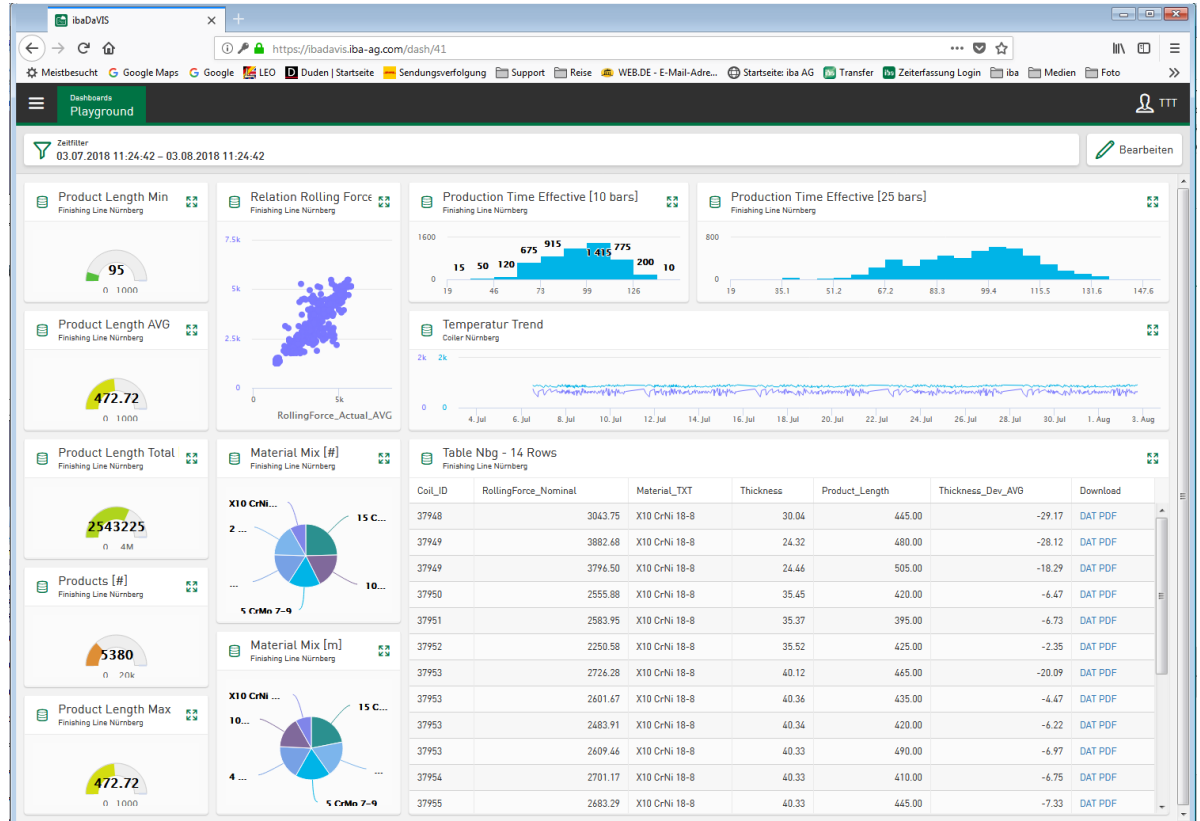 ibaDaVIS
https://ibadavis.iba-ag.com/dash/41
Meistbesucht Google Maps Google LEO Duden | Startseite Sendungsverfolgung Support Reise WEB.DE - E-Mail-Adre... Startseite: iba AG Transfer Zeiterfassung Login iba Medien Foto
Dashboards
Playground
TTT
Zeitfilter
03.07.2018 11:24:42 – 03.08.2018 11:24:42
Bearbeiten
Product Length Min
Finishing Line Nürnberg
95
0 1000
Relation Rolling Force
Finishing Line Nürnberg
7.5k
5k
2.5k
0
0 5k
RollingForce_Actual_AVG
Production Time Effective [10 bars]
Finishing Line Nürnberg
1600
0
15 50 120 675 915 1 415 775 200 10
19 46 73 99 126
Production Time Effective [25 bars]
Finishing Line Nürnberg
800
0
19 35.1 51.2 67.2 83.3 99.4 115.5 131.6 147.6
Product Length AVG
Finishing Line Nürnberg
472.72
0 1000
Temperatur Trend
Coiler Nürnberg
2k 2k
0 0
4. Jul 6. Jul 8. Jul 10. Jul 12. Jul 14. Jul 16. Jul 18. Jul 20. Jul 22. Jul 24. Jul 26. Jul 28. Jul 30. Jul 1. Aug 3. Aug
Product Length Total
Finishing Line Nürnberg
2543225
0 4M
Material Mix [#]
Finishing Line Nürnberg
X10 CrNi...
15 C...
2 ...
...
10...
5 CrMo 7-9
Products [#]
Finishing Line Nürnberg
5380
0 20k
Material Mix [m]
Finishing Line Nürnberg
X10 CrNi ...
15 C...
10...
...
4 ...
5 CrMo 7-9
Product Length Max
Finishing Line Nürnberg
472.72
0 1000
Table Nbg - 14 Rows
Finishing Line Nürnberg
Coil_ID RollingForce_Nominal Material_TXT Thickness Product_Length Thickness_Dev_AVG Download
37948 3043.75 X10 CrNi 18-8 30.04 445.00 -29.17 DAT PDF
37949 3882.68 X10 CrNi 18-8 24.32 480.00 -28.12 DAT PDF
37949 3796.50 X10 CrNi 18-8 24.46 505.00 -18.29 DAT PDF
37950 2555.88 X10 CrNi 18-8 35.45 420.00 -6.47 DAT PDF
37951 2583.95 X10 CrNi 18-8 35.37 395.00 -6.73 DAT PDF
37952 2250.58 X10 CrNi 18-8 35.52 425.00 -2.35 DAT PDF
37953 2726.28 X10 CrNi 18-8 40.12 465.00 -20.09 DAT PDF
37953 2601.67 X10 CrNi 18-8 40.36 435.00 -4.47 DAT PDF
37953 2483.91 X10 CrNi 18-8 40.34 420.00 -6.22 DAT PDF
37953 2609.46 X10 CrNi 18-8 40.33 490.00 -6.97 DAT PDF
37954 2701.17 X10 CrNi 18-8 40.33 410.00 -6.75 DAT PDF
37955 2683.29 X10 CrNi 18-8 40.33 445.00 -7.33 DAT PDF